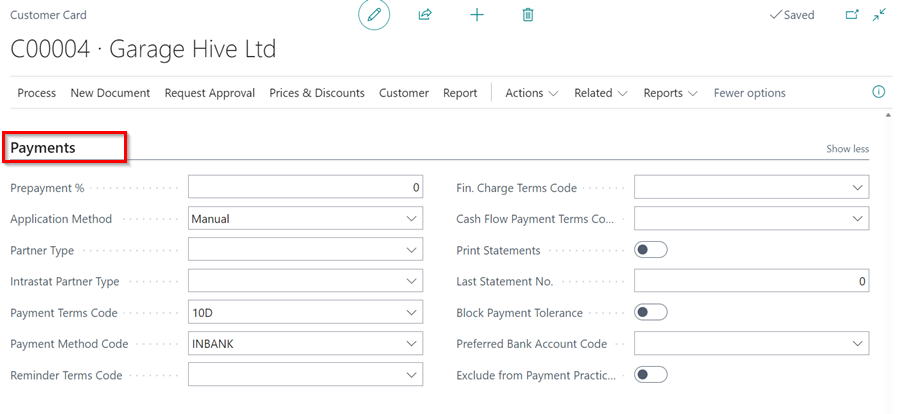 Customer Card
Saved
C00004 · Garage Hive Ltd
Process New Document Request Approval Prices & Discounts Customer Report Actions Related Reports Fewer options
Payments
Show less
Prepayment % 0
Fin. Charge Terms Code
Application Method Manual
Cash Flow Payment Terms Co...
Partner Type
Print Statements
Intrastat Partner Type
Last Statement No. 0
Payment Terms Code 10D
Block Payment Tolerance
Payment Method Code INBANK
Preferred Bank Account Code
Reminder Terms Code
Exclude from Payment Practic...